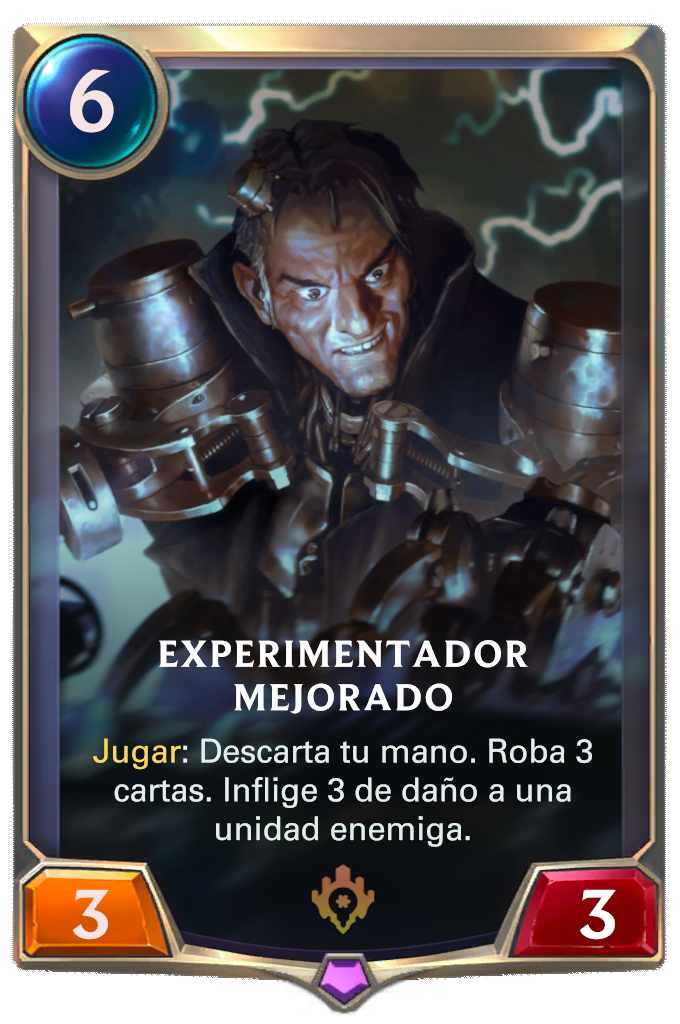 6
EXPERIMENTADOR
MEJORADO
Jugar: Descarta tu mano. Roba 3
cartas. Inflige 3 de daño a una
unidad enemiga.
3
3